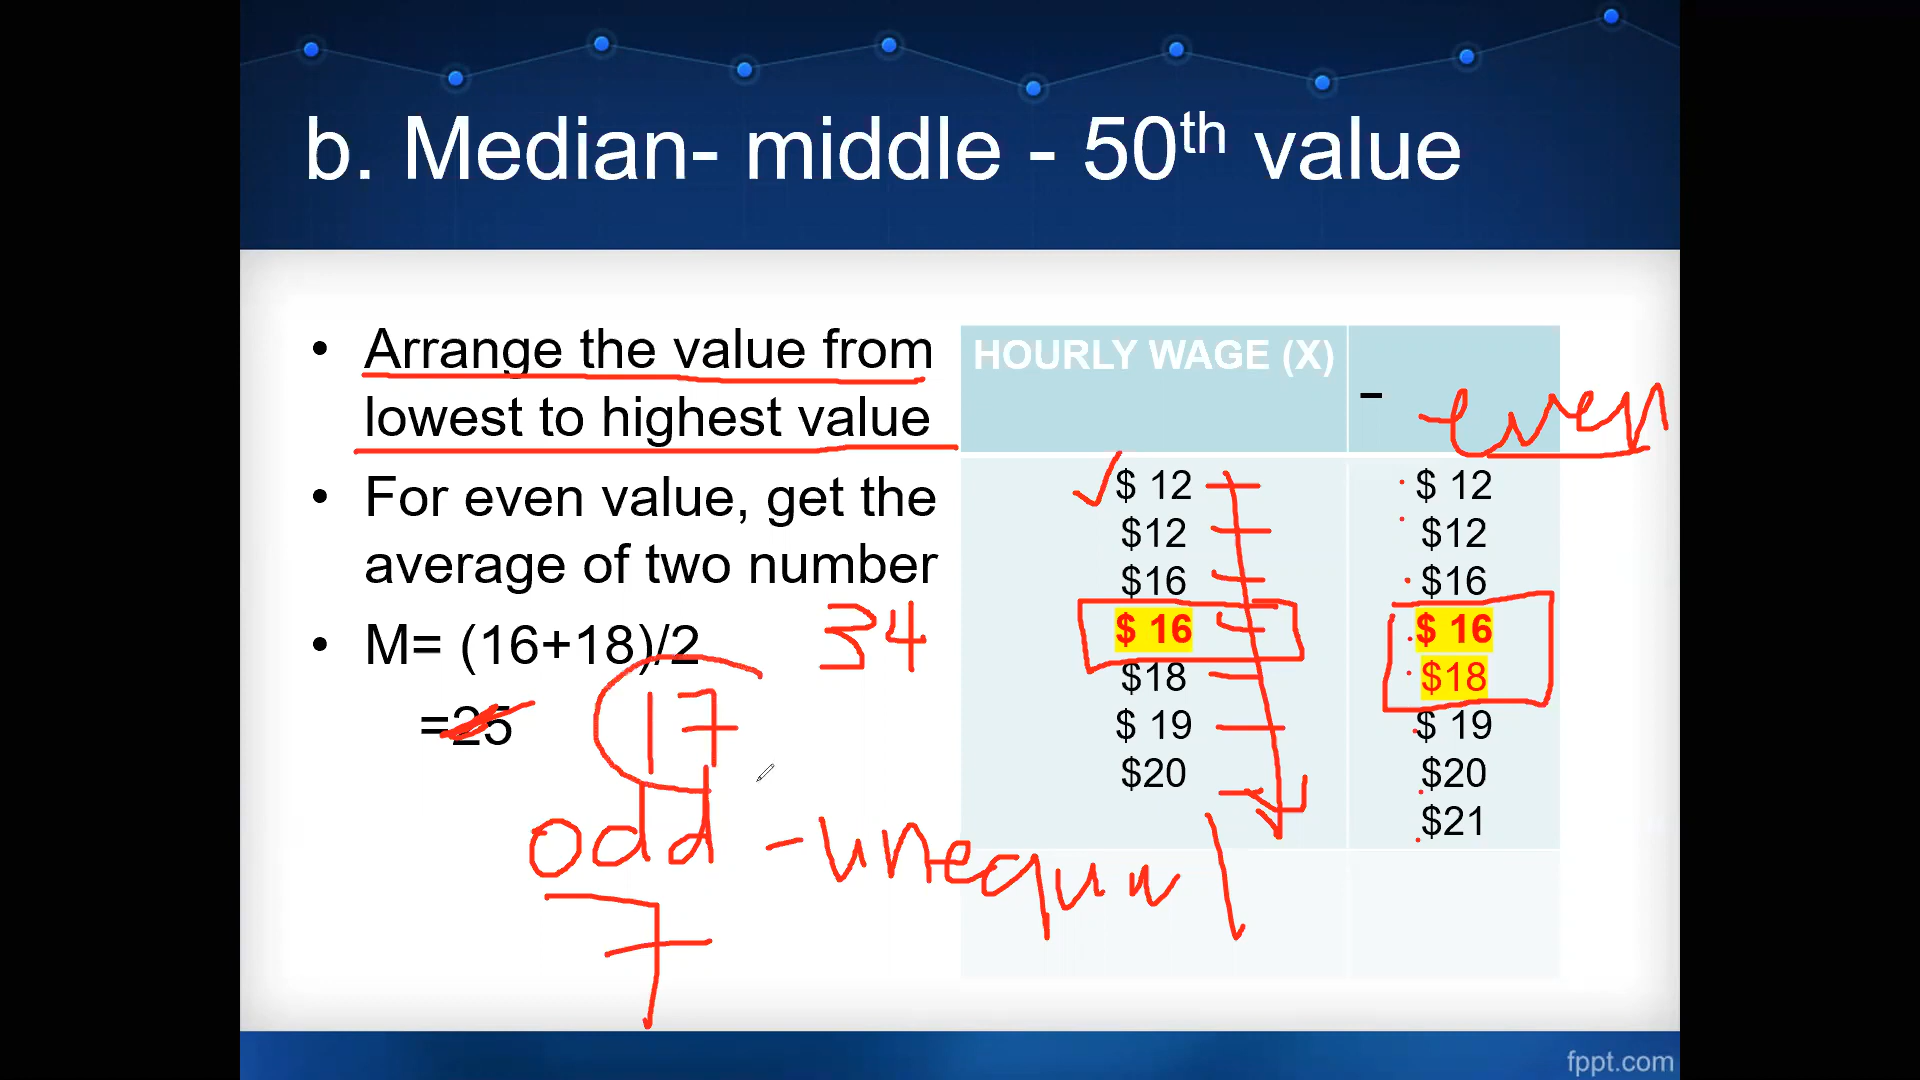 b. Median- middle - 50th value
• Arrange the value from
lowest to highest value
• For even value, get the
average of two number
• M= (16+18)/2
34
=25
17
odd - unequal
7
HOURLY WAGE (X)
-
even
$ 12
$12
$16
$ 16
$18
$ 19
$20
$ 12
$12
$16
$ 16
$18
$ 19
$20
$21
fppt.com